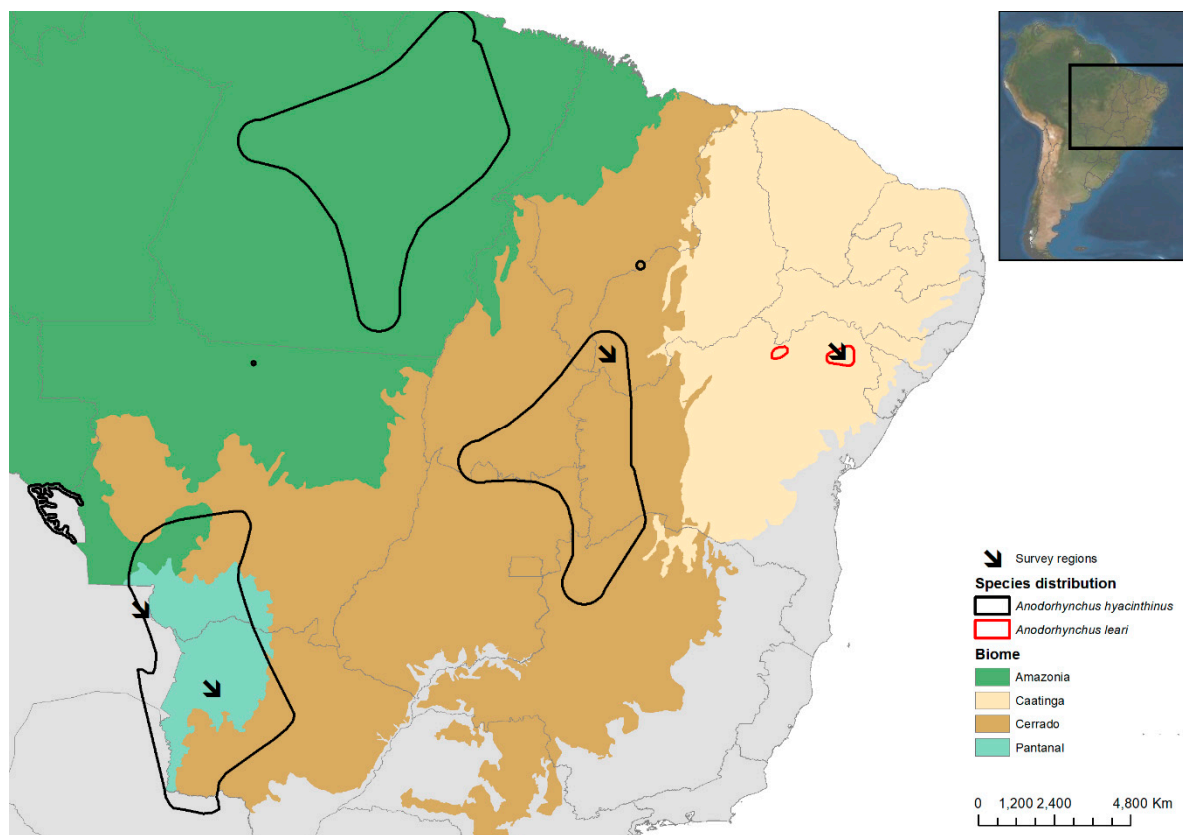 Survey regions
Species distribution
Anodorhynchus hyacinthinus
Anodorhynchus leari
Biome
Amazonia
Caatinga
Cerrado
Pantanal
0 1,200 2,400 4,800 Km